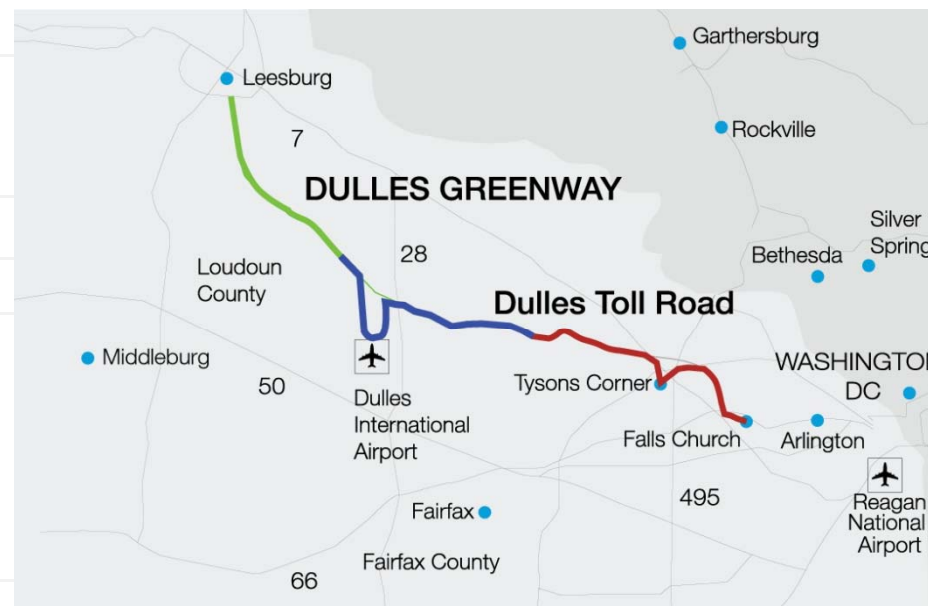 Garthersburg
Leesburg
Rockville
7
DULLES GREENWAY
Silver
Spring
28
Bethesda
Loudoun
County
Dulles Toll Road
Middleburg
WASHINGTON
DC
50
Tysons Corner
Dulles
International
Airport
Falls Church
Arlington
495
Reagan
National
Airport
Fairfax
Fairfax County
66